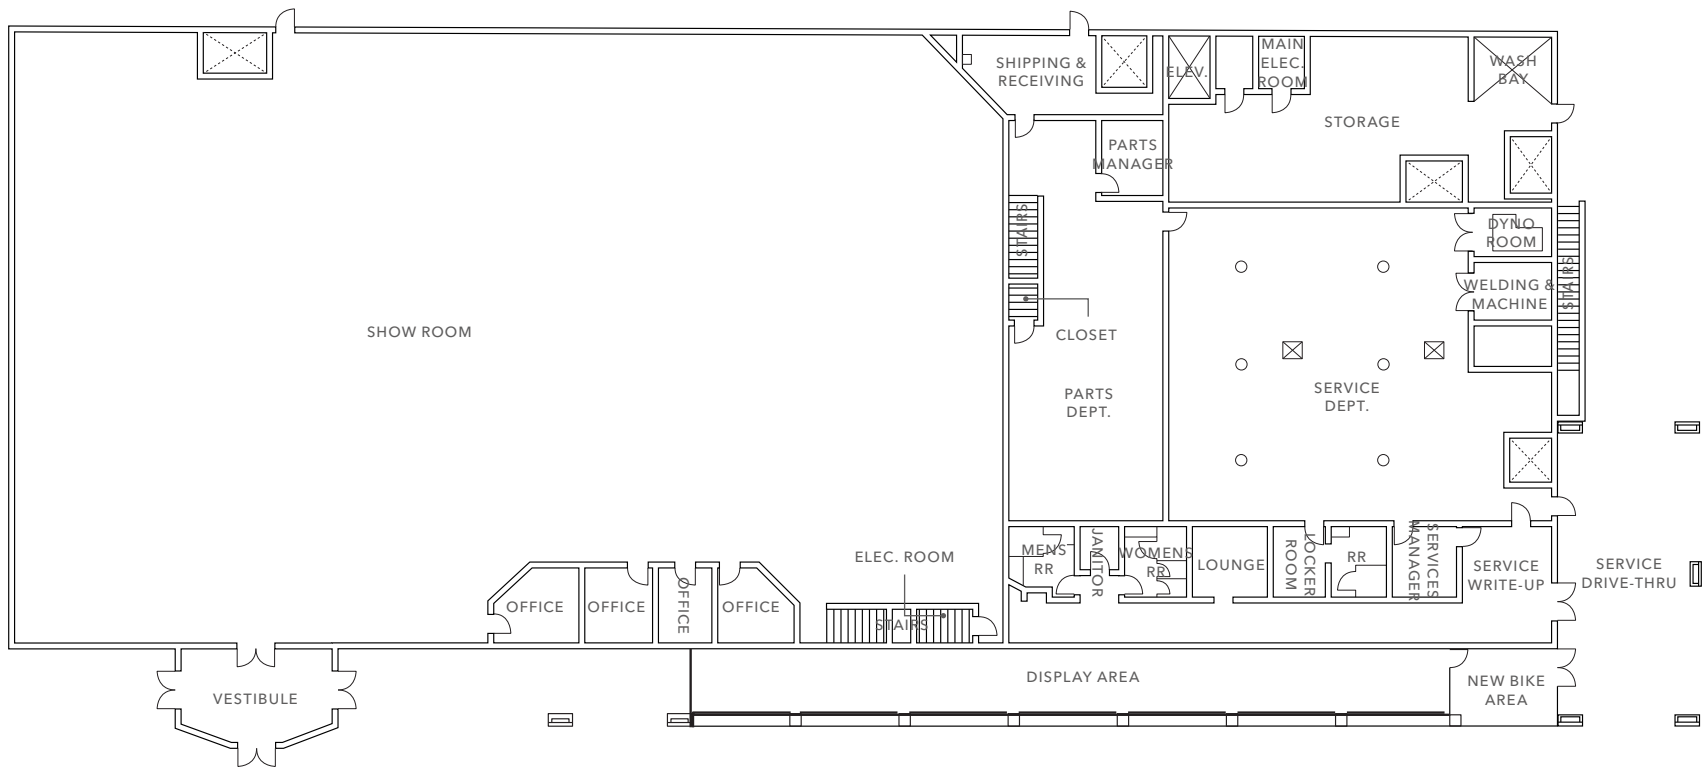 SHIPPING &
RECEIVING
ELEV.
MAIN
ELEC.
ROOM
WASH
BAY
STORAGE
PARTS
MANAGER
STAIRS
DYNO
ROOM
WELDING &
MACHINE
STAIRS
SHOW ROOM
CLOSET
PARTS
DEPT.
SERVICE
DEPT.
ELEC. ROOM
MENS
RR
JANITOR
WOMENS
RR
LOUNGE
LOCKER
ROOM
RR
SERVICES
MANAGER
SERVICE
WRITE-UP
SERVICE
DRIVE-THRU
OFFICE
OFFICE
OFFICE
OFFICE
STAIRS
VESTIBULE
DISPLAY AREA
NEW BIKE
AREA